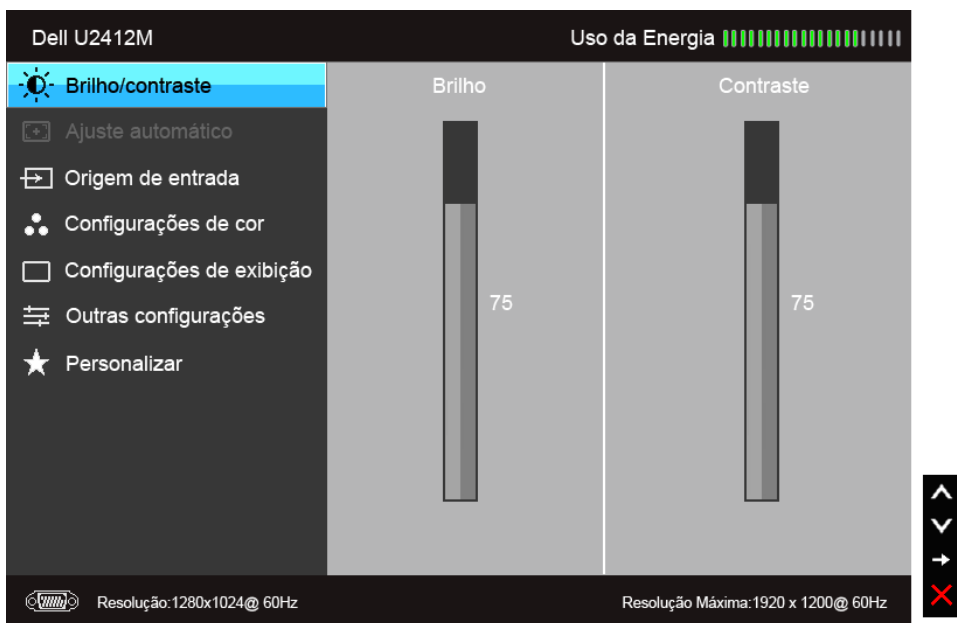 Dell U2412M
Uso da Energia
Brilho/contraste
Ajuste automático
Origem de entrada
Configurações de cor
Configurações de exibição
Outras configurações
Personalizar
Brilho
75
Contraste
75
Resolução:1280x1024@ 60Hz
Resolução Máxima:1920 x 1200@ 60Hz